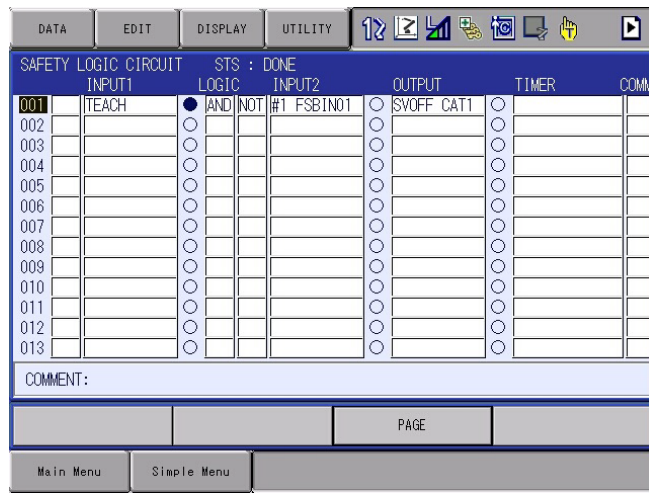 DATA EDIT DISPLAY UTILITY
SAFETY LOGIC CIRCUIT STS : DONE
INPUT1 LOGIC INPUT2 OUTPUT TIMER COMM
001 TEACH AND NOT #1 FSBIN01 SVOFF CAT1
002
003
004
005
006
007
008
009
010
011
012
013
COMMENT:
PAGE
Main Menu Simple Menu